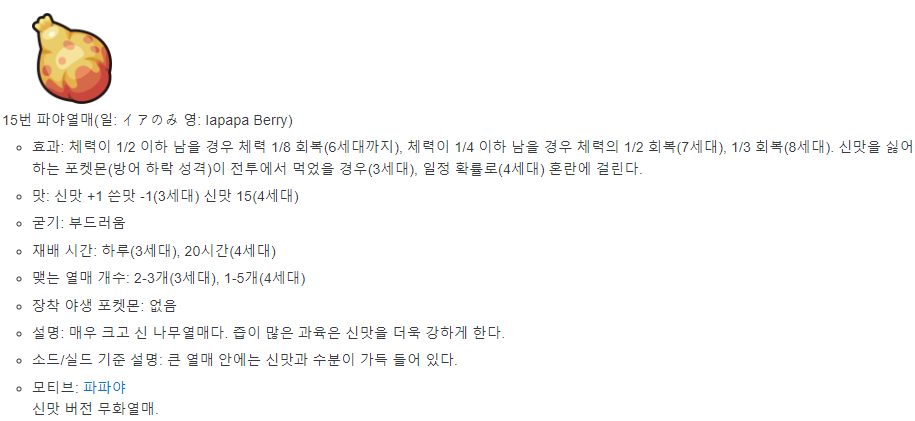 15번 파야열매(일: イアのみ 영: Iapapa Berry)
효과: 체력이 1/2 이하 남을 경우 체력 1/8 회복(6세대까지), 체력이 1/4 이하 남을 경우 체력의 1/2 회복(7세대), 1/3 회복(8세대). 신맛을 싫어
하는 포켓몬(방어 하락 성격)이 전투에서 먹었을 경우(3세대), 일정 확률로(4세대) 혼란에 걸린다.
맛: 신맛 +1 쓴맛 -1(3세대) 신맛 15(4세대)
굳기: 부드러움
재배 시간: 하루(3세대), 20시간(4세대)
맺는 열매 개수: 2-3개(3세대), 1-5개(4세대)
장착 야생 포켓몬: 없음
설명: 매우 크고 신 나무열매다. 즙이 많은 과육은 신맛을 더욱 강하게 한다.
소드/실드 기준 설명: 큰 열매 안에는 신맛과 수분이 가득 들어 있다.
모티브: 파파야
신맛 버전 무화열매.